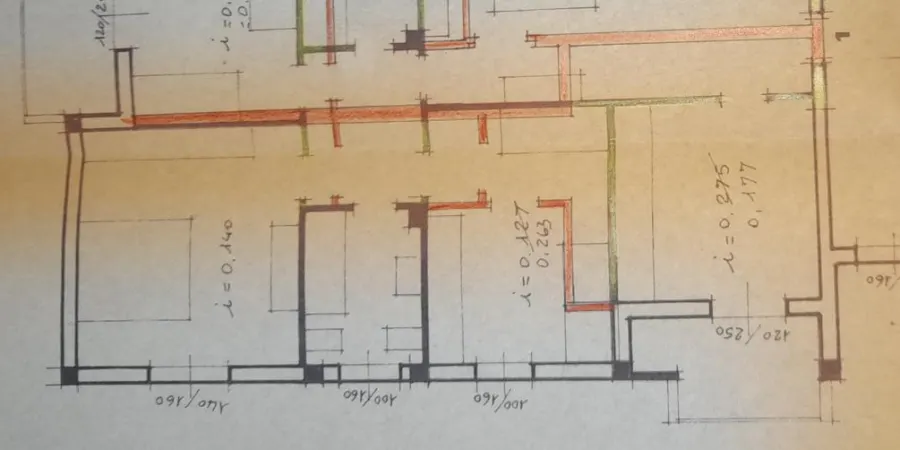 120/2
i=0.
=0.
1
i = 0.140
i = 0.127
0.263
i = 0.275
0.177
140/160
100/160
100/160
120/250
/160